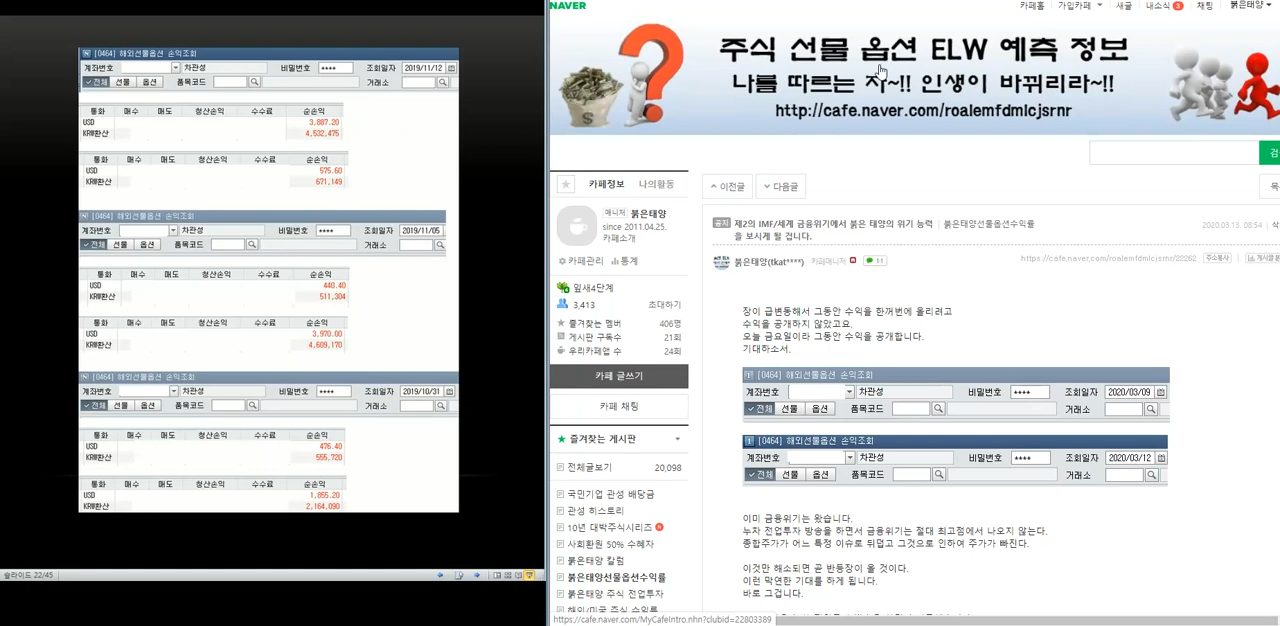 [0464] 해외선물옵션 손익조회
계좌번호 차관성 비밀번호 **** 조회일자 2019/11/12
✓전체 선물 옵션 품목코드 거래소
통화 매수 매도 청산손익 수수료 순손익
USD 3,887.20
KRW환산 4,532,475
통화 매수 매도 청산손익 수수료 순손익
USD 575.60
KRW환산 671,149
[0464] 해외선물옵션 손익조회
계좌번호 차관성 비밀번호 **** 조회일자 2019/11/05
✓전체 선물 옵션 품목코드 거래소
통화 매수 매도 청산손익 수수료 순손익
USD 440.40
KRW환산 511,304
통화 매수 매도 청산손익 수수료 순손익
USD 3,970.00
KRW환산 4,609,170
[0464] 해외선물옵션 손익조회
계좌번호 차관성 비밀번호 **** 조회일자 2019/10/31
✓전체 선물 옵션 품목코드 거래소
통화 매수 매도 청산손익 수수료 순손익
USD 476.40
KRW환산 555,720
통화 매수 매도 청산손익 수수료 순손익
USD 1,855.20
KRW환산 2,164,090
슬라이드 22/45
NAVER
카페홈 가입카페 새글 내소식 3 채팅 붉은태양
주식 선물 옵션 ELW 예측 정보
나를 따르는 자~!! 인생이 바뀌리라~!!
http://cafe.naver.com/roalemfdmlcjsrnr
검
카페정보 나의활동
매니저 붉은태양
since 2011.04.25.
카페소개
카페관리 통계
잎새4단계
3,413 초대하기
즐겨찾는 멤버 406명
게시판 구독수 21회
우리카페앱 수 24회
카페 글쓰기
카페 채팅
즐겨찾는 게시판
전체글보기 20,098
국민기업 관성 배당금
관성 히스토리
10년 대박주식시리즈
사회환원 50% 수혜자
붉은태양 칼럼
붉은태양선물옵션수익률
붉은태양 주식 전업투자
해외/미국 주식 수익률
이전글 다음글
공지 제2의 IMF/세계 금융위기에서 붉은 태양의 위기 능력 | 붉은태양선물옵션수익률
을 보시게 될 겁니다.
2020.03.13. 08:54
붉은태양(tkat****) 카페매니저 11
https://cafe.naver.com/roalemfdmlcjsrnr/22262 주소복사
장이 급변동해서 그동안 수익을 한꺼번에 올리려고
수익을 공개하지 않았고요.
오늘 금요일이라 그동안 수익을 공개합니다.
기대하소서.
[0464] 해외선물옵션 손익조회
계좌번호 차관성 비밀번호 **** 조회일자 2020/03/09
✓전체 선물 옵션 품목코드 거래소
[0464] 해외선물옵션 손익조회
계좌번호 차관성 비밀번호 **** 조회일자 2020/03/12
✓전체 선물 옵션 품목코드 거래소
이미 금융위기는 왔습니다.
누차 전업투자 방송을 하면서 금융위기는 절대 최고점에서 나오지 않는다.
종합주가가 어느 특정 이슈로 뒤덥고 그것으로 인하여 주가가 빠진다.
이것만 해소되면 곧 반등장이 올 것이다.
이런 막연한 기대를 하게 됩니다.
바로 그겁니다.
https://cafe.naver.com/MyCafeIntro.nhn?clubid=22803389